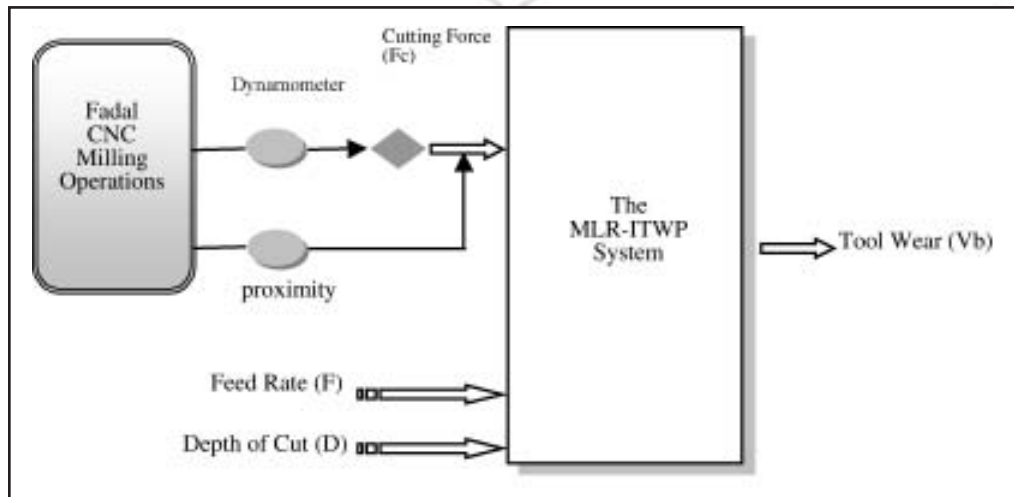 Cutting Force
(Fc)
Dynamometer
Fadal
CNC
Milling
Operations
proximity
The
MLR-ITWP
System
Tool Wear (Vb)
Feed Rate (F)
Depth of Cut (D)